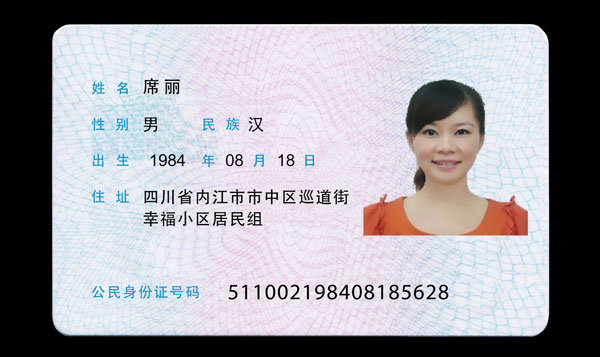 姓名 席丽
性别 男 民族 汉
出生 1984 年 08 月 18 日
住址 四川省内江市市中区巡道街
幸福小区居民组
公民身份证号码 511002198408185628